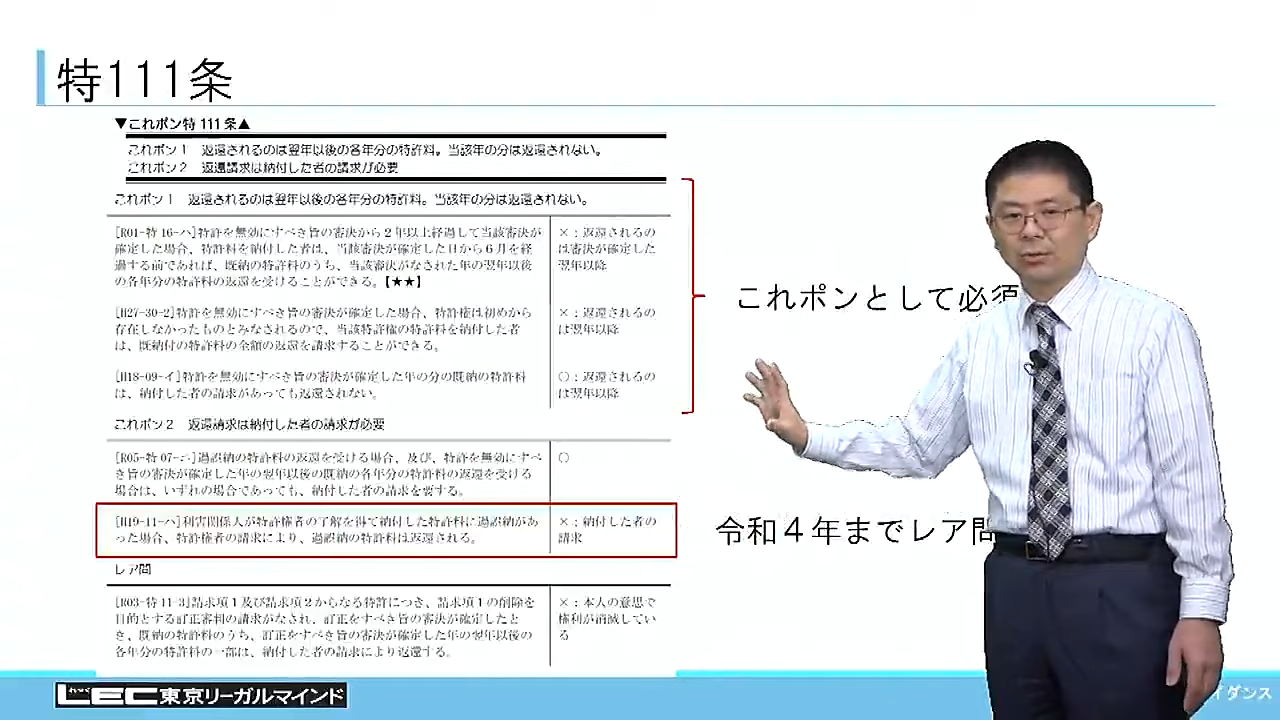 特111条
▼これポン特 111 条▲
これポン１　返還されるのは翌年以後の各年分の特許料。当該年の分は返還されない。
これポン２　返還請求は納付した者の請求が必要
これポン１　返還されるのは翌年以後の各年分の特許料。当該年の分は返還されない。
[R01-特 16-ハ]特許を無効にすべき旨の審決から２年以上経過して当該審決が
確定した場合、特許料を納付した者は、当該審決が確定した日から６月を経
過する前であれば、既納の特許料のうち、当該審決がなされた年の翌年以後
の各年分の特許料の返還を受けることができる。【★★】
×：返還されるの
は審決が確定した
翌年以降
[H27-30-2]特許を無効にすべき旨の審決が確定した場合、特許権は初めから
存在しなかったものとみなされるので、当該特許権の特許料を納付した者
は、既納付の特許料の全額の返還を請求することができる。
×：返還されるの
は翌年以降
[H18-09-イ]特許を無効にすべき旨の審決が確定した年の分の既納の特許料
は、納付した者の請求があっても返還されない。
○：返還されるの
は翌年以降
これポン２　返還請求は納付した者の請求が必要
[R05-特 07-ニ]過誤納の特許料の返還を受ける場合、及び、特許を無効にすべ
き旨の審決が確定した年の翌年以後の既納の各年分の特許料の返還を受ける
場合は、いずれの場合であっても、納付した者の請求を要する。
○
[H19-11-ハ]利害関係人が特許権者の了解を得て納付した特許料に過誤納があ
った場合、特許権者の請求により、過誤納の特許料は返還される。
×：納付した者の
請求
レア問
[R03-特 11-3]請求項１及び請求項２からなる特許につき、請求項１の削除を
目的とする訂正審判の請求がなされ、訂正をすべき旨の審決が確定したと
き、既納の特許料のうち、訂正をすべき旨の審決が確定した年の翌年以後の
各年分の特許料の一部は、納付した者の請求により返還する。
×：本人の意思で
権利が消滅してい
る
これポンとして必須
令和４年までレア問
LEC東京リーガルマインド
イダンス